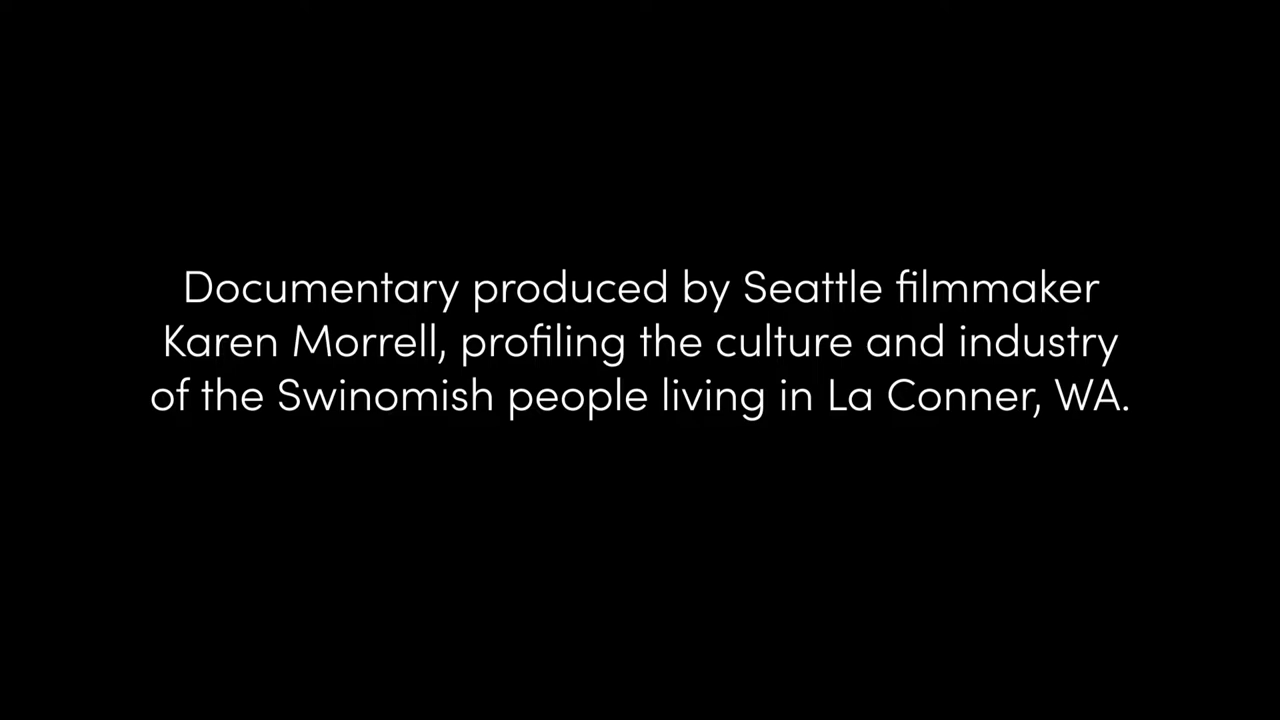 Documentary produced by Seattle filmmaker
Karen Morrell, profiling the culture and industry
of the Swinomish people living in La Conner, WA.